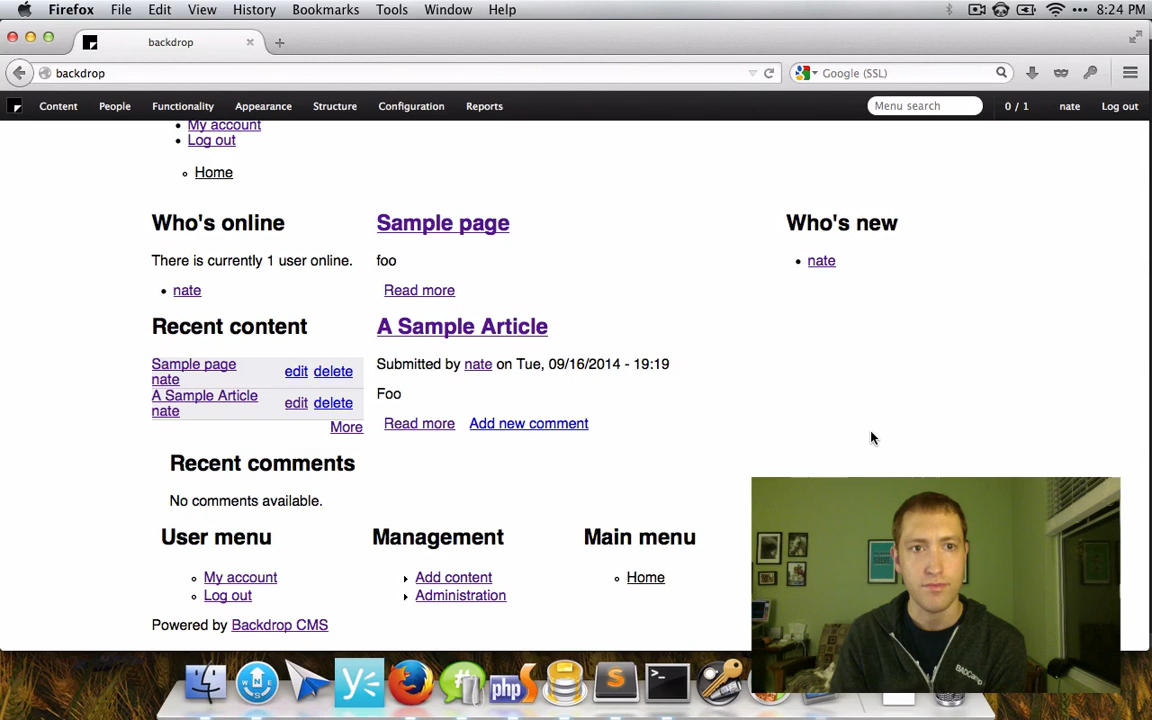 Firefox File Edit View History Bookmarks Tools Window Help 8:24 PM
backdrop
backdrop Google (SSL)
Content People Functionality Appearance Structure Configuration Reports Menu search 0 / 1 nate Log out
My account
Log out
Home
Who's online Sample page Who's new
There is currently 1 user online. foo nate
nate Read more
Recent content A Sample Article
Sample page edit delete Submitted by nate on Tue, 09/16/2014 - 19:19
nate
A Sample Article edit delete Foo
nate
More Read more Add new comment
Recent comments
No comments available.
User menu Management Main menu
My account Add content Home
Log out Administration
Powered by Backdrop CMS
php S >_
BADCamp